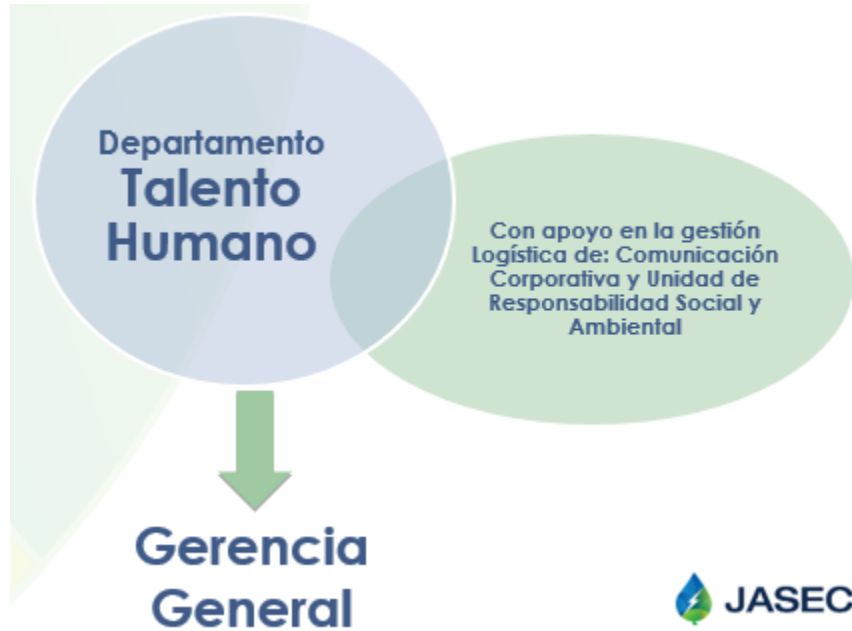 Departamento
Talento
Humano
Con apoyo en la gestión
Logística de: Comunicación
Corporativa y Unidad de
Responsabilidad Social y
Ambiental
Gerencia
General
JASEC